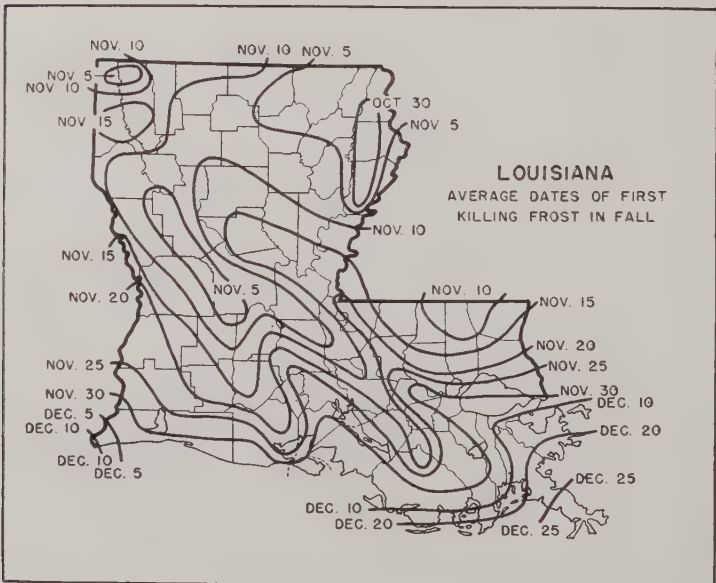 NOV. 10
NOV. 10
NOV. 5
NOV 5
NOV 10
OCT 30
NOV 15
NOV. 5
LOUISIANA
AVERAGE DATES OF FIRST
KILLING FROST IN FALL
NOV. 10
NOV. 15
NOV. 20
NOV. 5
NOV. 10
NOV. 15
NOV. 20
NOV. 25
NOV. 25
NOV. 30
NOV. 30
DEC. 5
DEC. 10
DEC. 10
DEC. 20
DEC. 10
DEC. 5
DEC. 25
DEC. 10
DEC. 20
DEC. 25